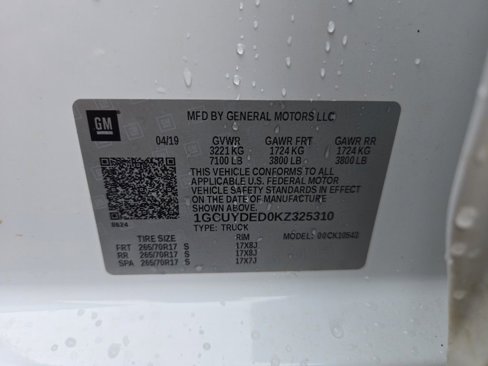 MFD BY GENERAL MOTORS LLC
GM
04/19 GVWR GAWR FRT GAWR RR
3221 KG 1724 KG 1724 KG
7100 LB 3800 LB 3800 LB
THIS VEHICLE CONFORMS TO ALL
APPLICABLE U.S. FEDERAL MOTOR
VEHICLE SAFETY STANDARDS IN EFFECT
ON THE DATE OF MANUFACTURE
SHOWN ABOVE.
1GCUYDED0KZ325310
TYPE: TRUCK
8624
MODEL: 00CK10543
TIRE SIZE RIM
FRT 265/70R17 S 17X8J
RR 265/70R17 S 17X8J
SPA 265/70R17 S 17X7J